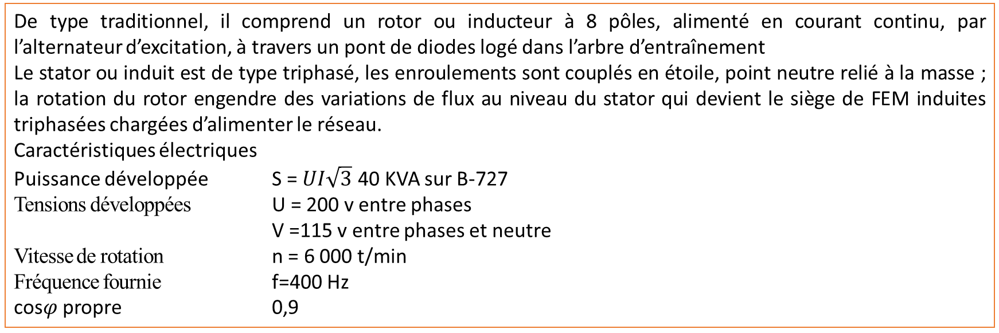 De type traditionnel, il comprend un rotor ou inducteur à 8 pôles, alimenté en courant continu, par
l’alternateur d’excitation, à travers un pont de diodes logé dans l’arbre d’entraînement
Le stator ou induit est de type triphasé, les enroulements sont couplés en étoile, point neutre relié à la masse ;
la rotation du rotor engendre des variations de flux au niveau du stator qui devient le siège de FEM induites
triphasées chargées d’alimenter le réseau.
Caractéristiques électriques
Puissance développée S = UI√3 40 KVA sur B-727
Tensions développées U = 200 v entre phases
V =115 v entre phases et neutre
Vitesse de rotation n = 6 000 t/min
Fréquence fournie f=400 Hz
cosφ propre 0,9